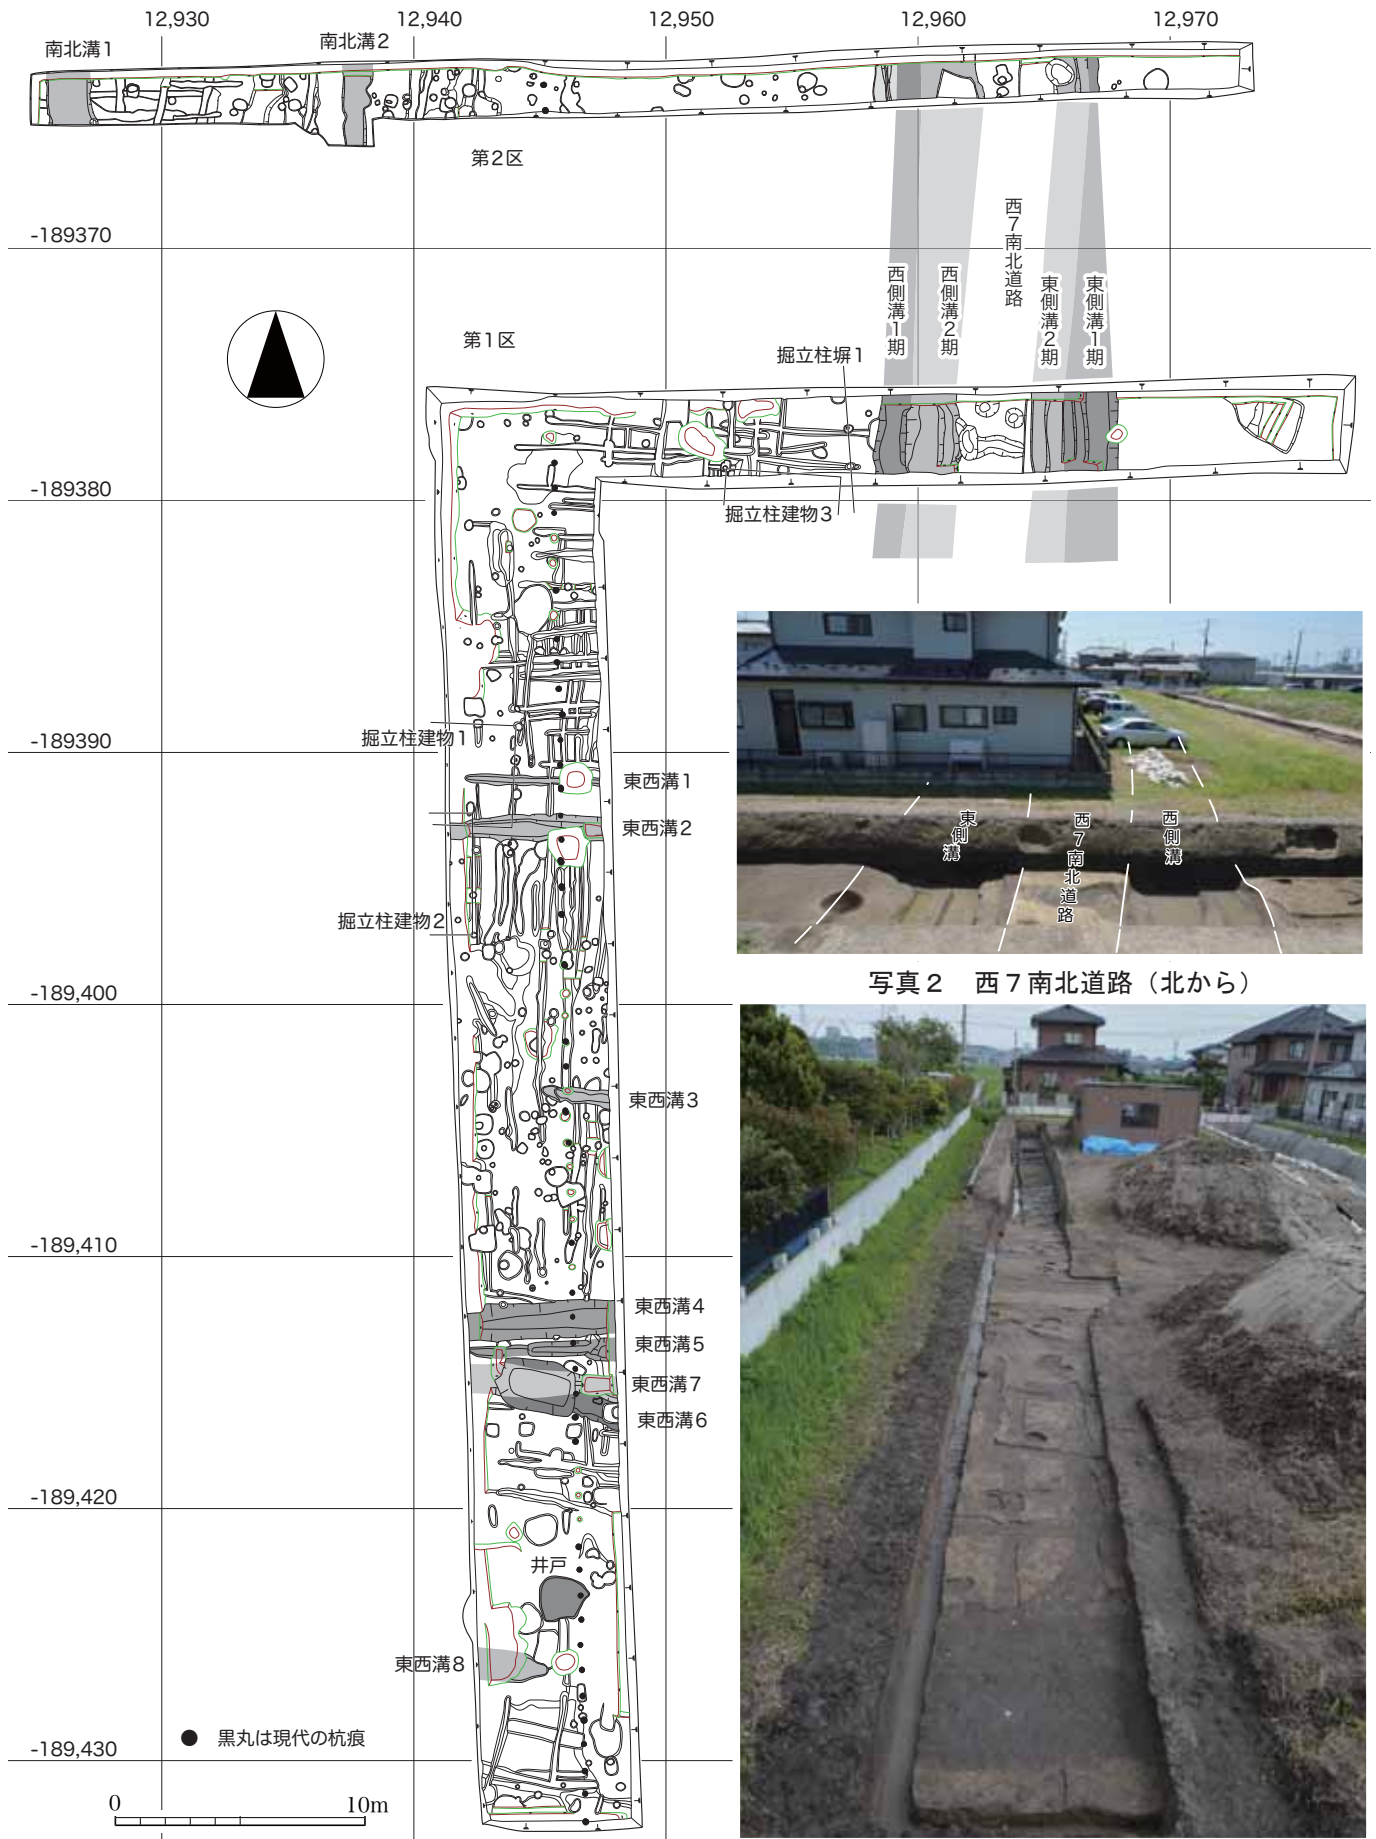 12,930
12,940
12,950
12,960
12,970
南北溝1
南北溝2
第2区
-189370
西7南北道路
西側溝1期
西側溝2期
東側溝2期
東側溝1期
第1区
掘立柱塀1
-189380
掘立柱建物3
-189390
掘立柱建物1
東西溝1
東西溝2
掘立柱建物2
東側溝
西7南北道路
西側溝
写真2 西7南北道路(北から)
-189,400
東西溝3
-189,410
東西溝4
東西溝5
東西溝7
東西溝6
-189,420
井戸
東西溝8
● 黒丸は現代の杭痕
-189,430
0 10m